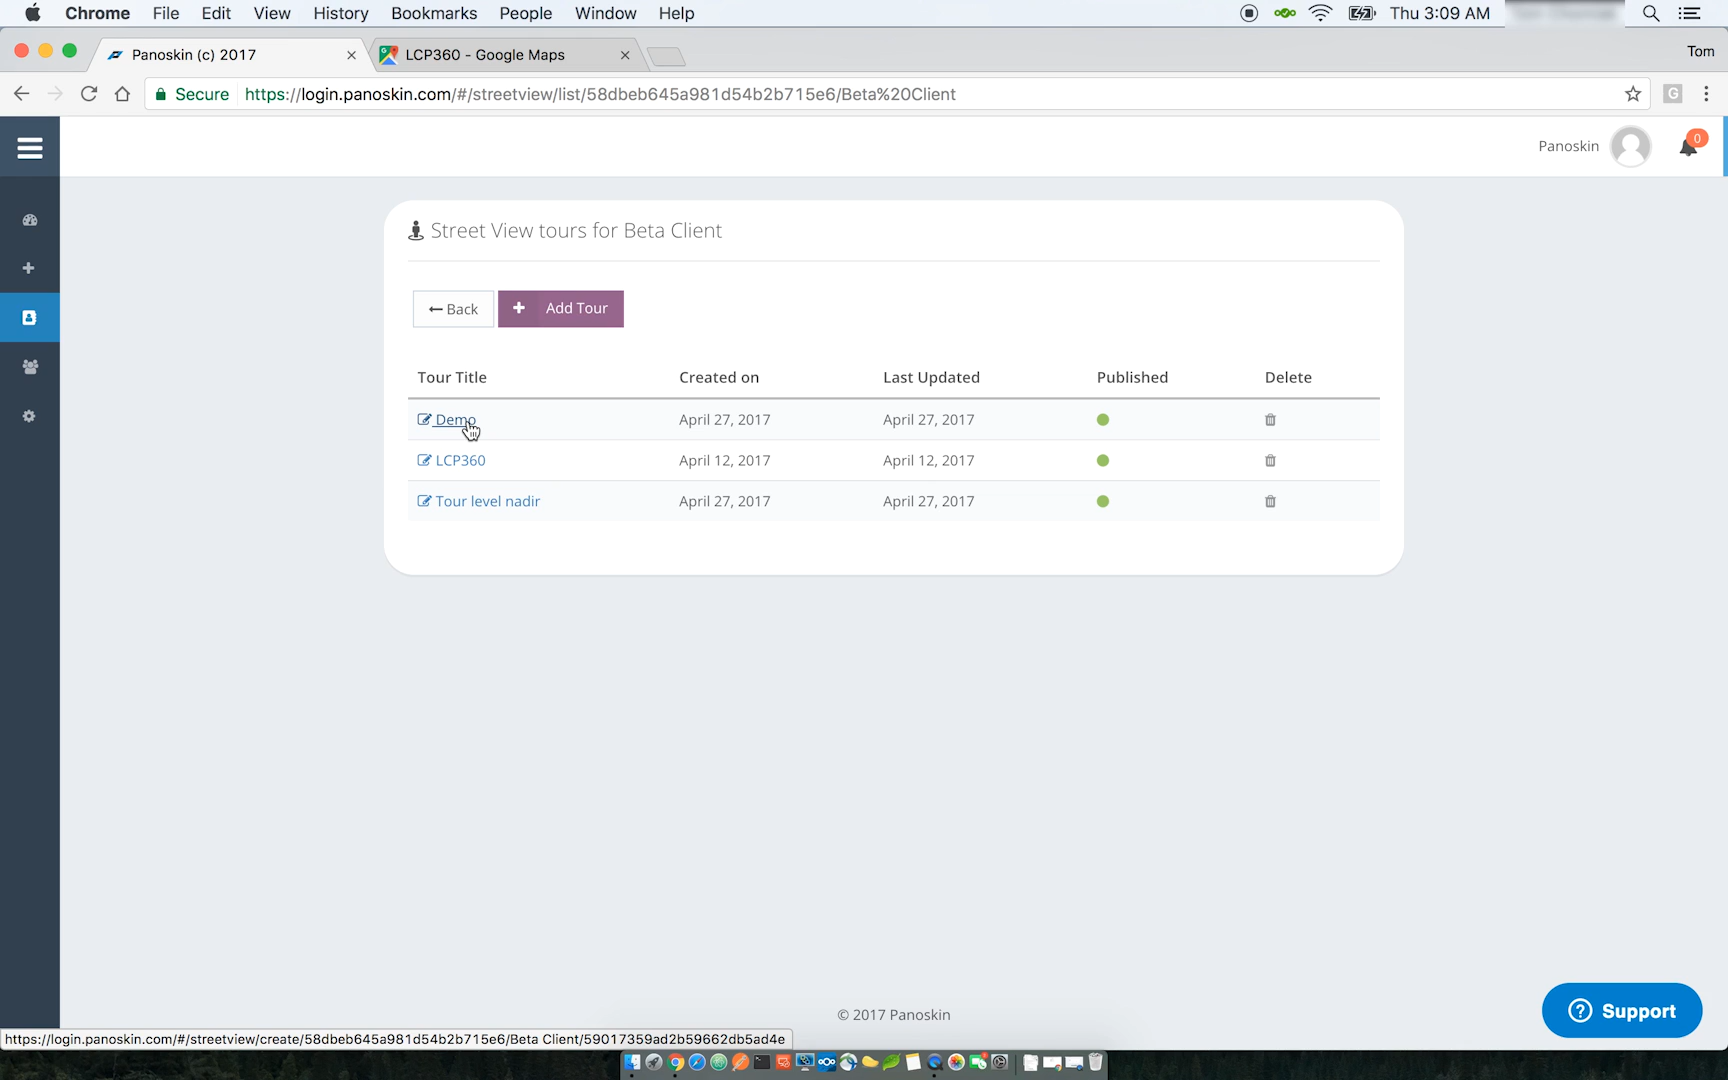 Chrome File Edit View History Bookmarks People Window Help Thu 3:09 AM
Panoskin (c) 2017 LCP360 - Google Maps Tom
Secure https://login.panoskin.com/#/streetview/list/58dbeb645a981d54b2b715e6/Beta%20Client G
Panoskin 0
Street View tours for Beta Client
Back Add Tour
Tour Title Created on Last Updated Published Delete
Demo April 27, 2017 April 27, 2017
LCP360 April 12, 2017 April 12, 2017
Tour level nadir April 27, 2017 April 27, 2017
© 2017 Panoskin
Support
https://login.panoskin.com/#/streetview/create/58dbeb645a981d54b2b715e6/Beta Client/59017359ad2b59662db5ad4e